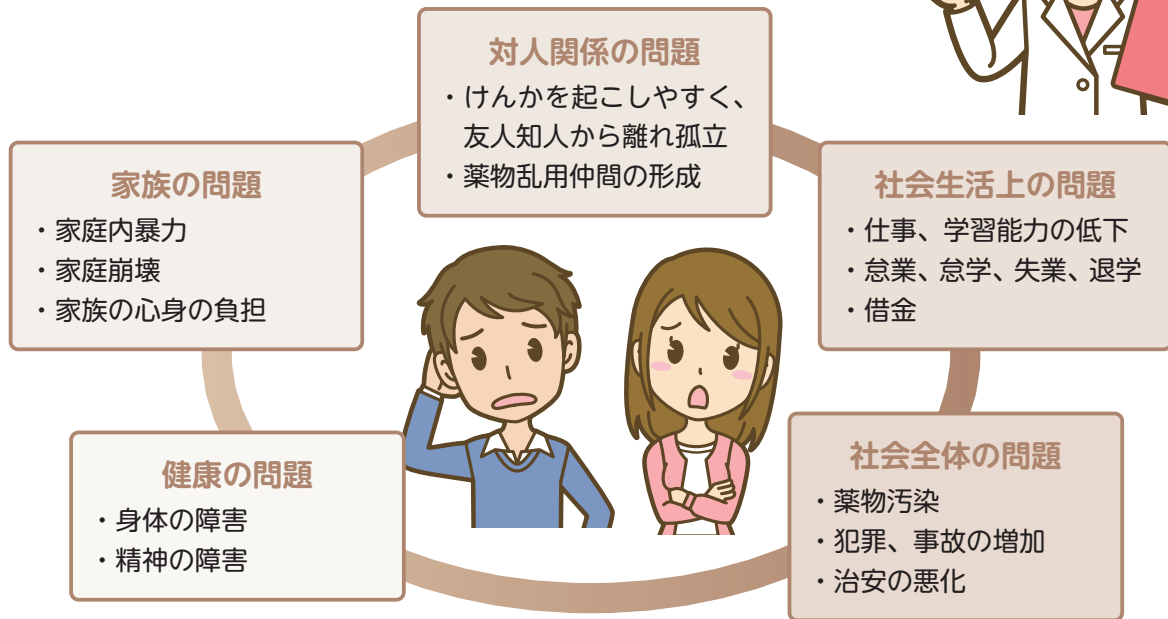 対人関係の問題
・けんかを起こしやすく、
友人知人から離れ孤立
・薬物乱用仲間の形成
家族の問題
・家庭内暴力
・家庭崩壊
・家族の心身の負担
社会生活上の問題
・仕事、学習能力の低下
・怠業、怠学、失業、退学
・借金
健康の問題
・身体の障害
・精神の障害
社会全体の問題
・薬物汚染
・犯罪、事故の増加
・治安の悪化